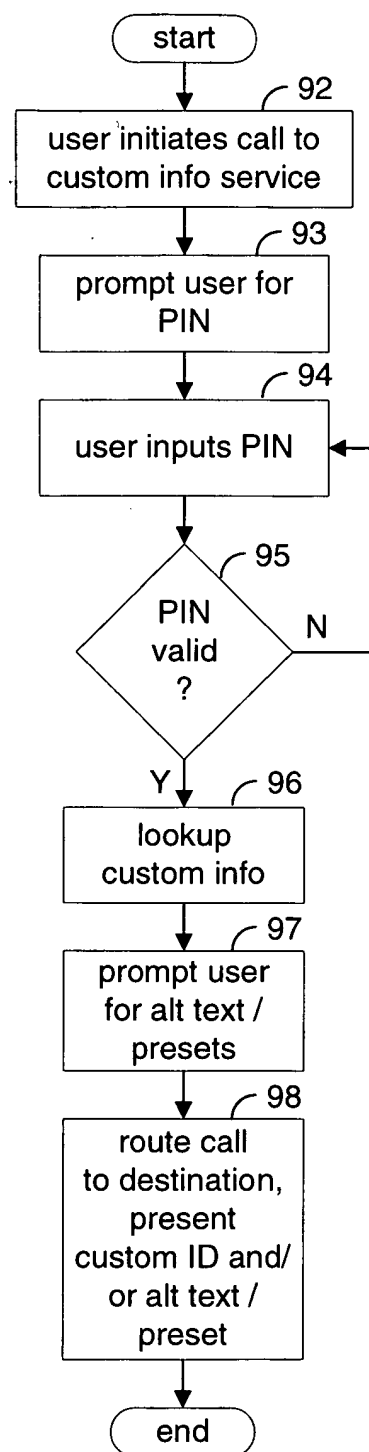 start
92
user initiates call to
custom info service
93
prompt user for
PIN
94
user inputs PIN
95
PIN
valid
?
N
Y
96
lookup
custom info
97
prompt user
for alt text /
presets
98
route call
to destination,
present
custom ID and/
or alt text /
preset
end